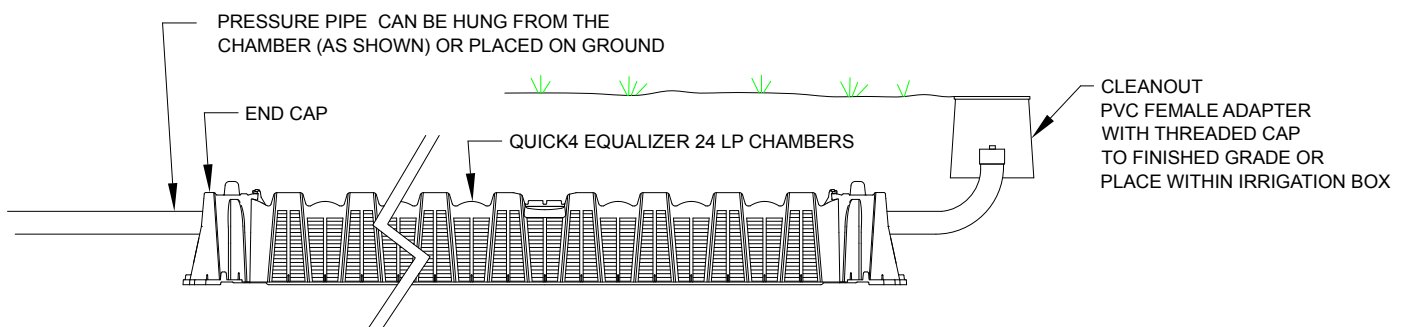 PRESSURE PIPE CAN BE HUNG FROM THE
CHAMBER (AS SHOWN) OR PLACED ON GROUND
END CAP
QUICK4 EQUALIZER 24 LP CHAMBERS
CLEANOUT
PVC FEMALE ADAPTER
WITH THREADED CAP
TO FINISHED GRADE OR
PLACE WITHIN IRRIGATION BOX